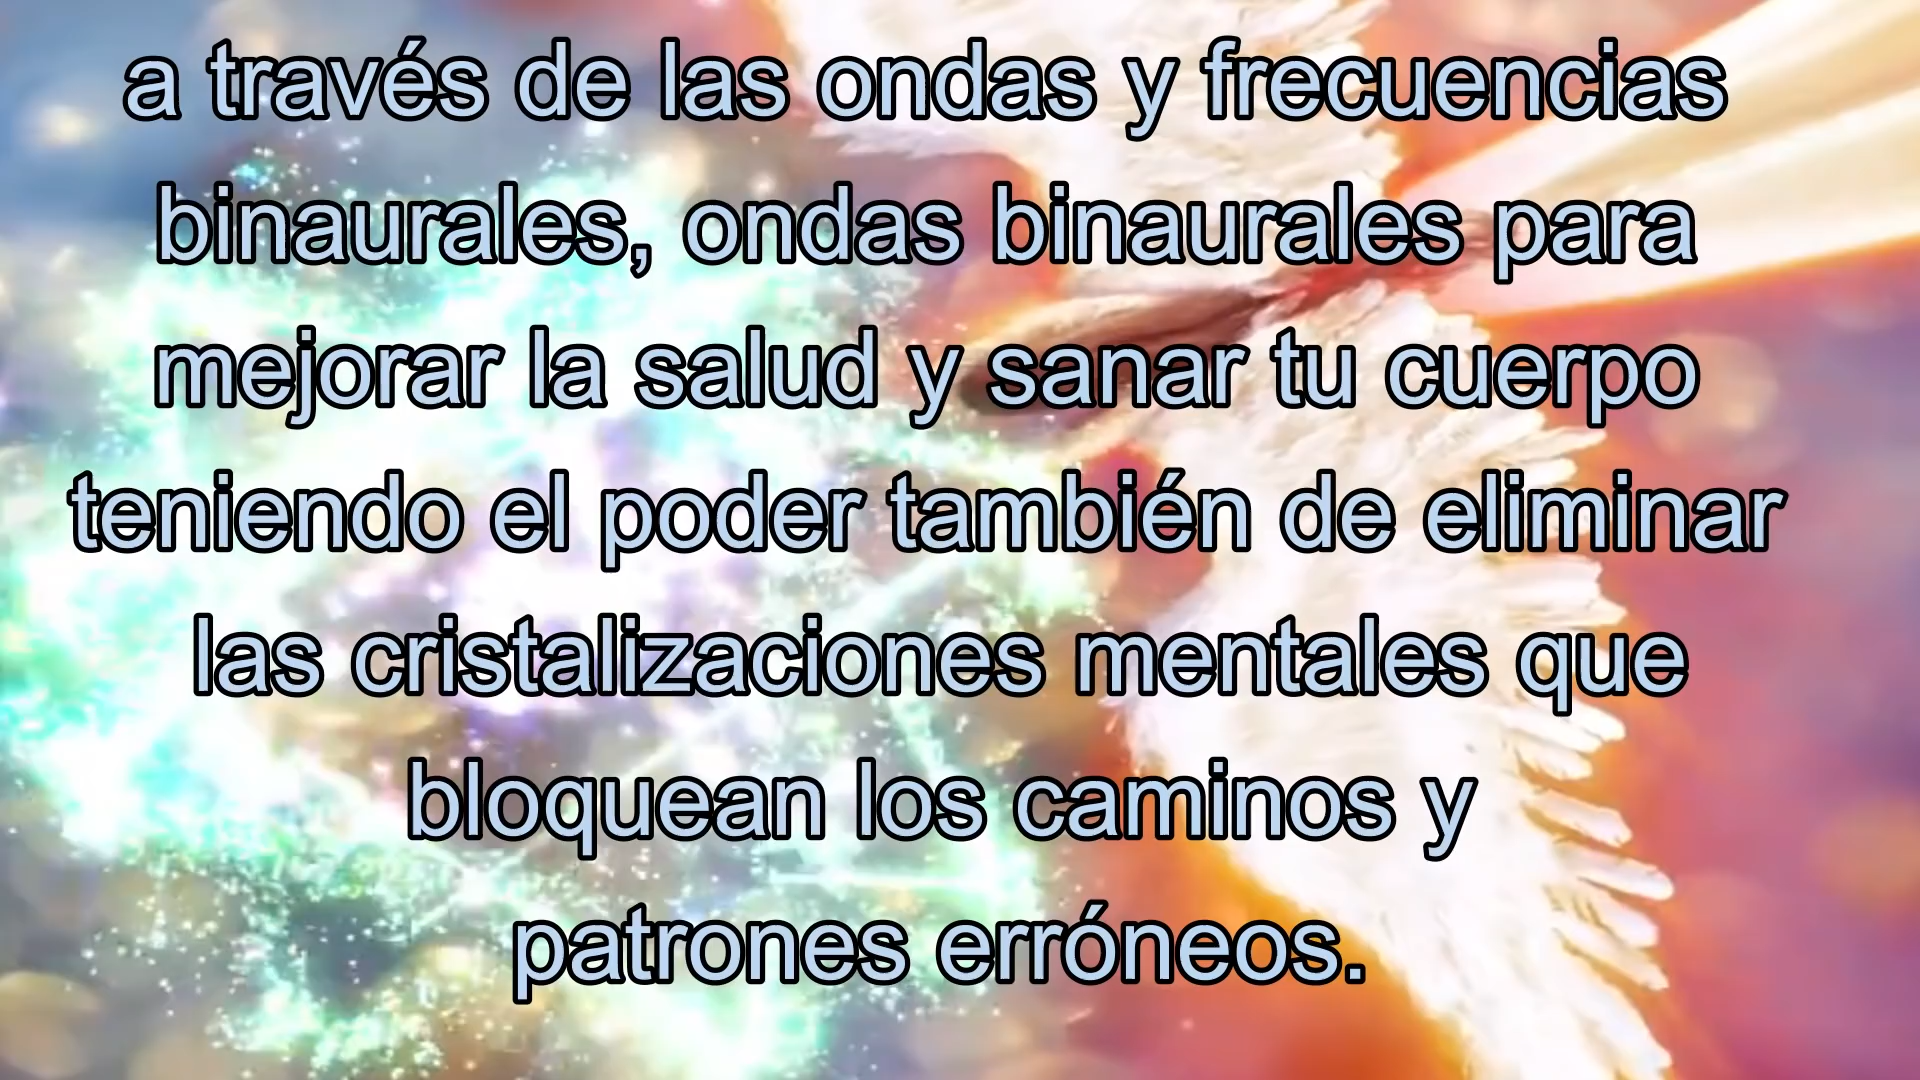 a través de las ondas y frecuencias
binaurales, ondas binaurales para
mejorar la salud y sanar tu cuerpo
teniendo el poder también de eliminar
las cristalizaciones mentales que
bloquean los caminos y
patrones erróneos.